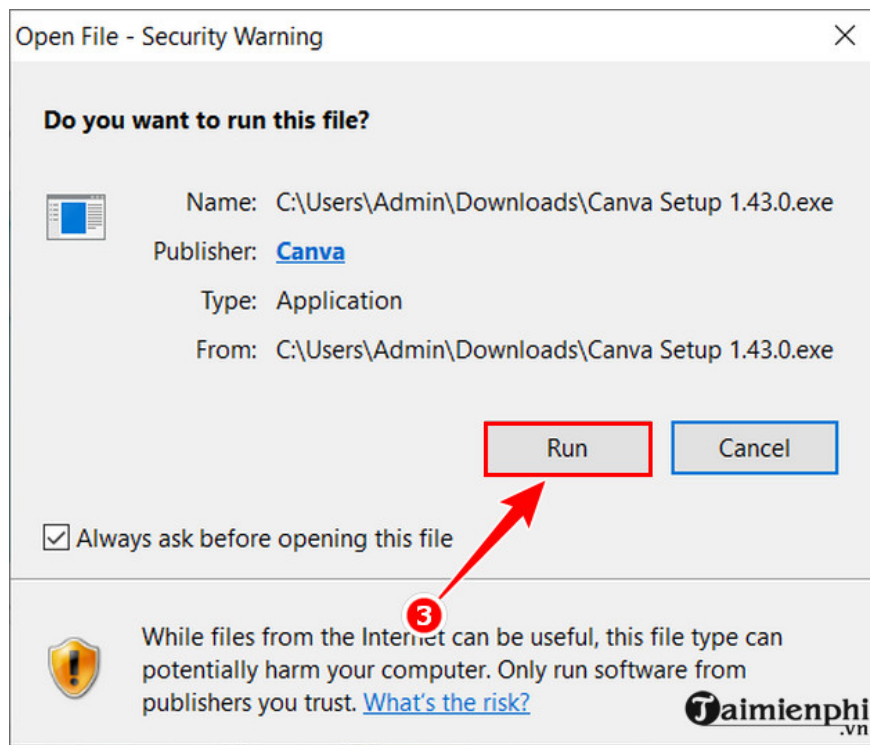 Open File - Security Warning
Do you want to run this file?
Name: C:\Users\Admin\Downloads\Canva Setup 1.43.0.exe
Publisher: Canva
Type: Application
From: C:\Users\Admin\Downloads\Canva Setup 1.43.0.exe
Run Cancel
Always ask before opening this file
3
While files from the Internet can be useful, this file type can
potentially harm your computer. Only run software from
publishers you trust. What's the risk?
Taimienphi
.vn